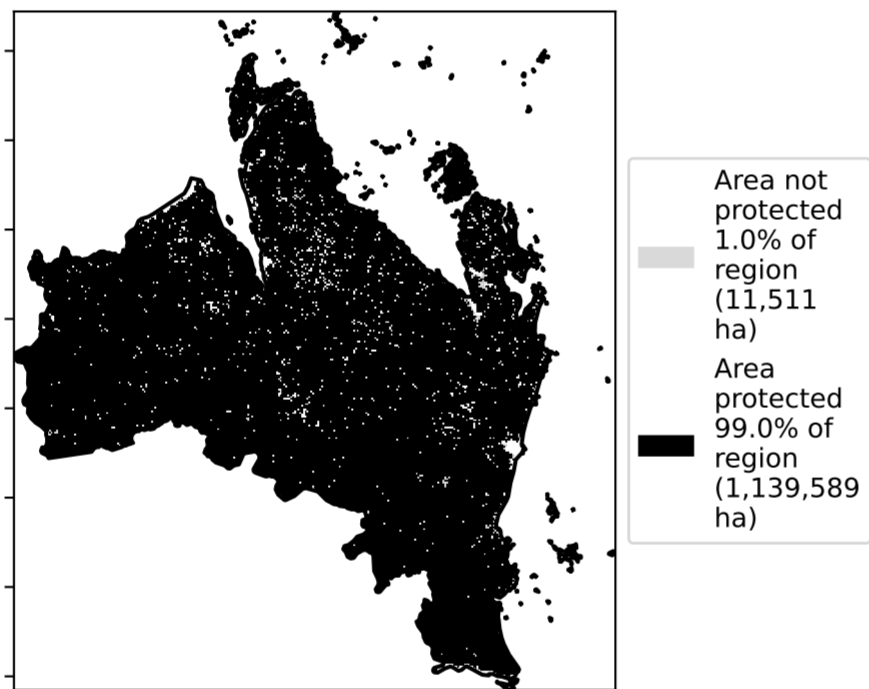 Area not
protected
1.0% of
region
(11,511
ha)
Area
protected
99.0% of
region
(1,139,589
ha)